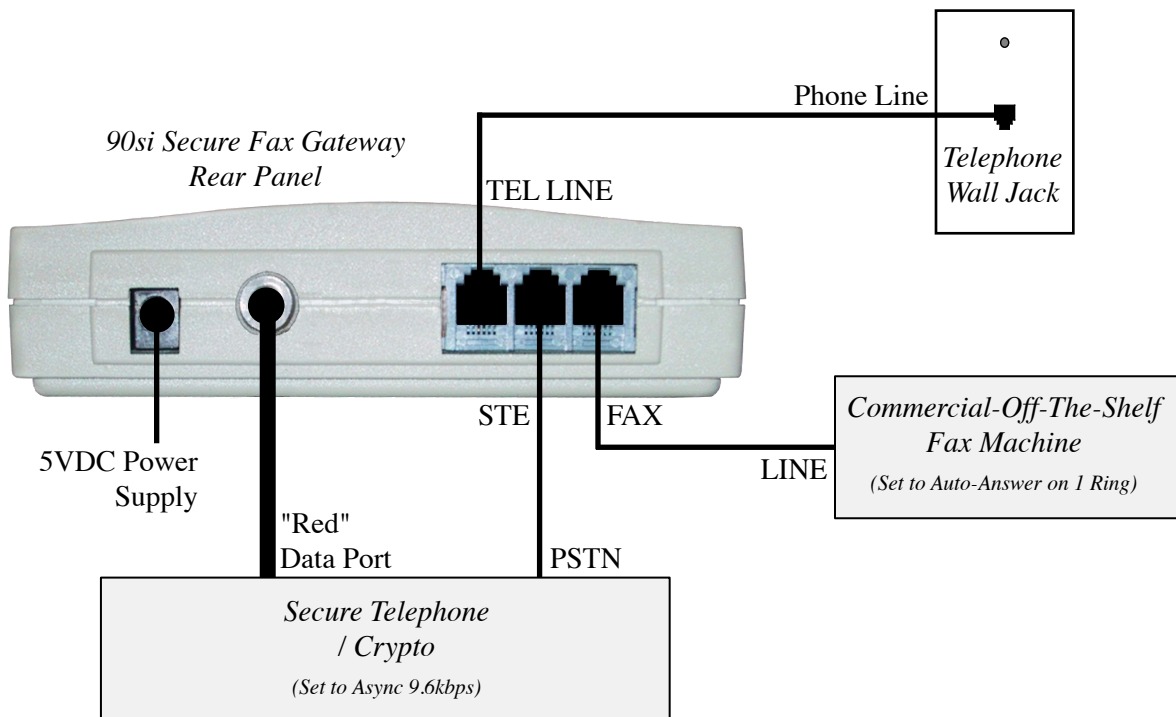 Phone Line
90si Secure Fax Gateway
Rear Panel
Telephone
Wall Jack
TEL LINE
STE
FAX
Commercial-Off-The-Shelf
Fax Machine
(Set to Auto-Answer on 1 Ring)
LINE
5VDC Power
Supply
"Red"
Data Port
PSTN
Secure Telephone
/ Crypto
(Set to Async 9.6kbps)